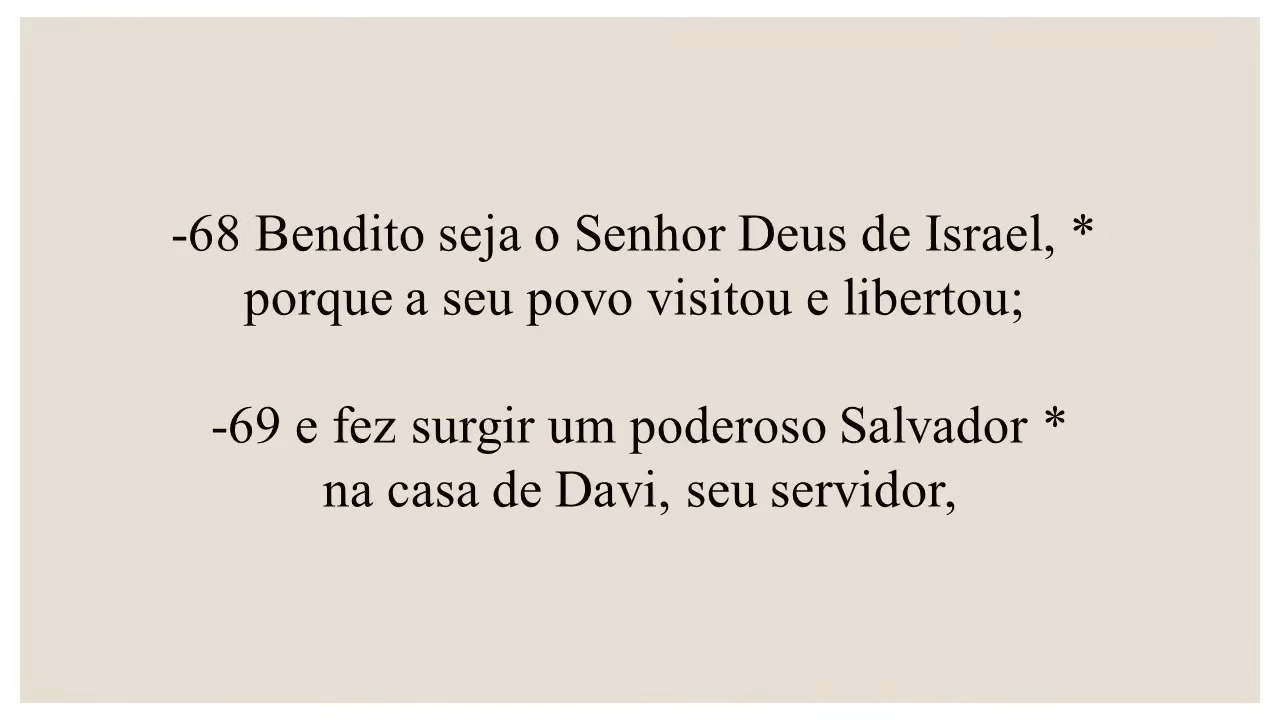 -68 Bendito seja o Senhor Deus de Israel, *
porque a seu povo visitou e libertou;
-69 e fez surgir um poderoso Salvador *
na casa de Davi, seu servidor,